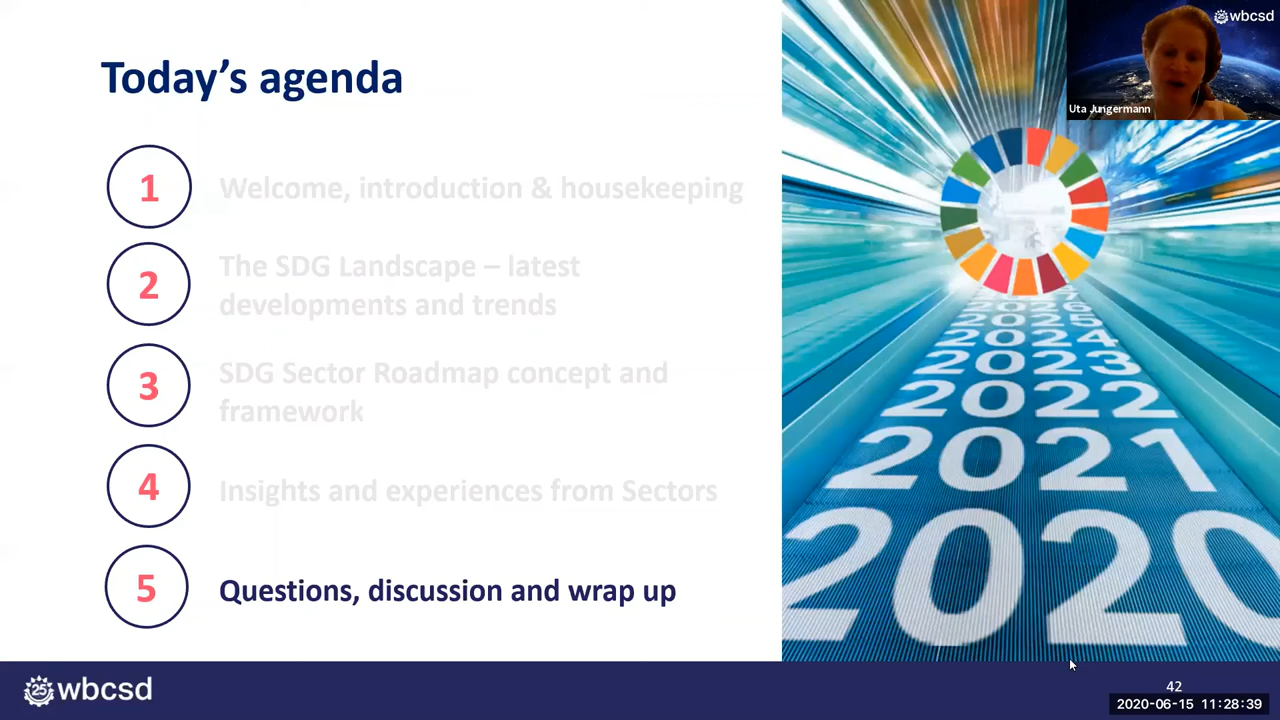 Today's agenda
1
Welcome, introduction & housekeeping
2
The SDG Landscape – latest
developments and trends
3
SDG Sector Roadmap concept and
framework
4
Insights and experiences from Sectors
5
Questions, discussion and wrap up
wbcsd
Uta Jungermann
2024
2023
2022
2021
2020
25 wbcsd
42
2020-06-15 11:28:39